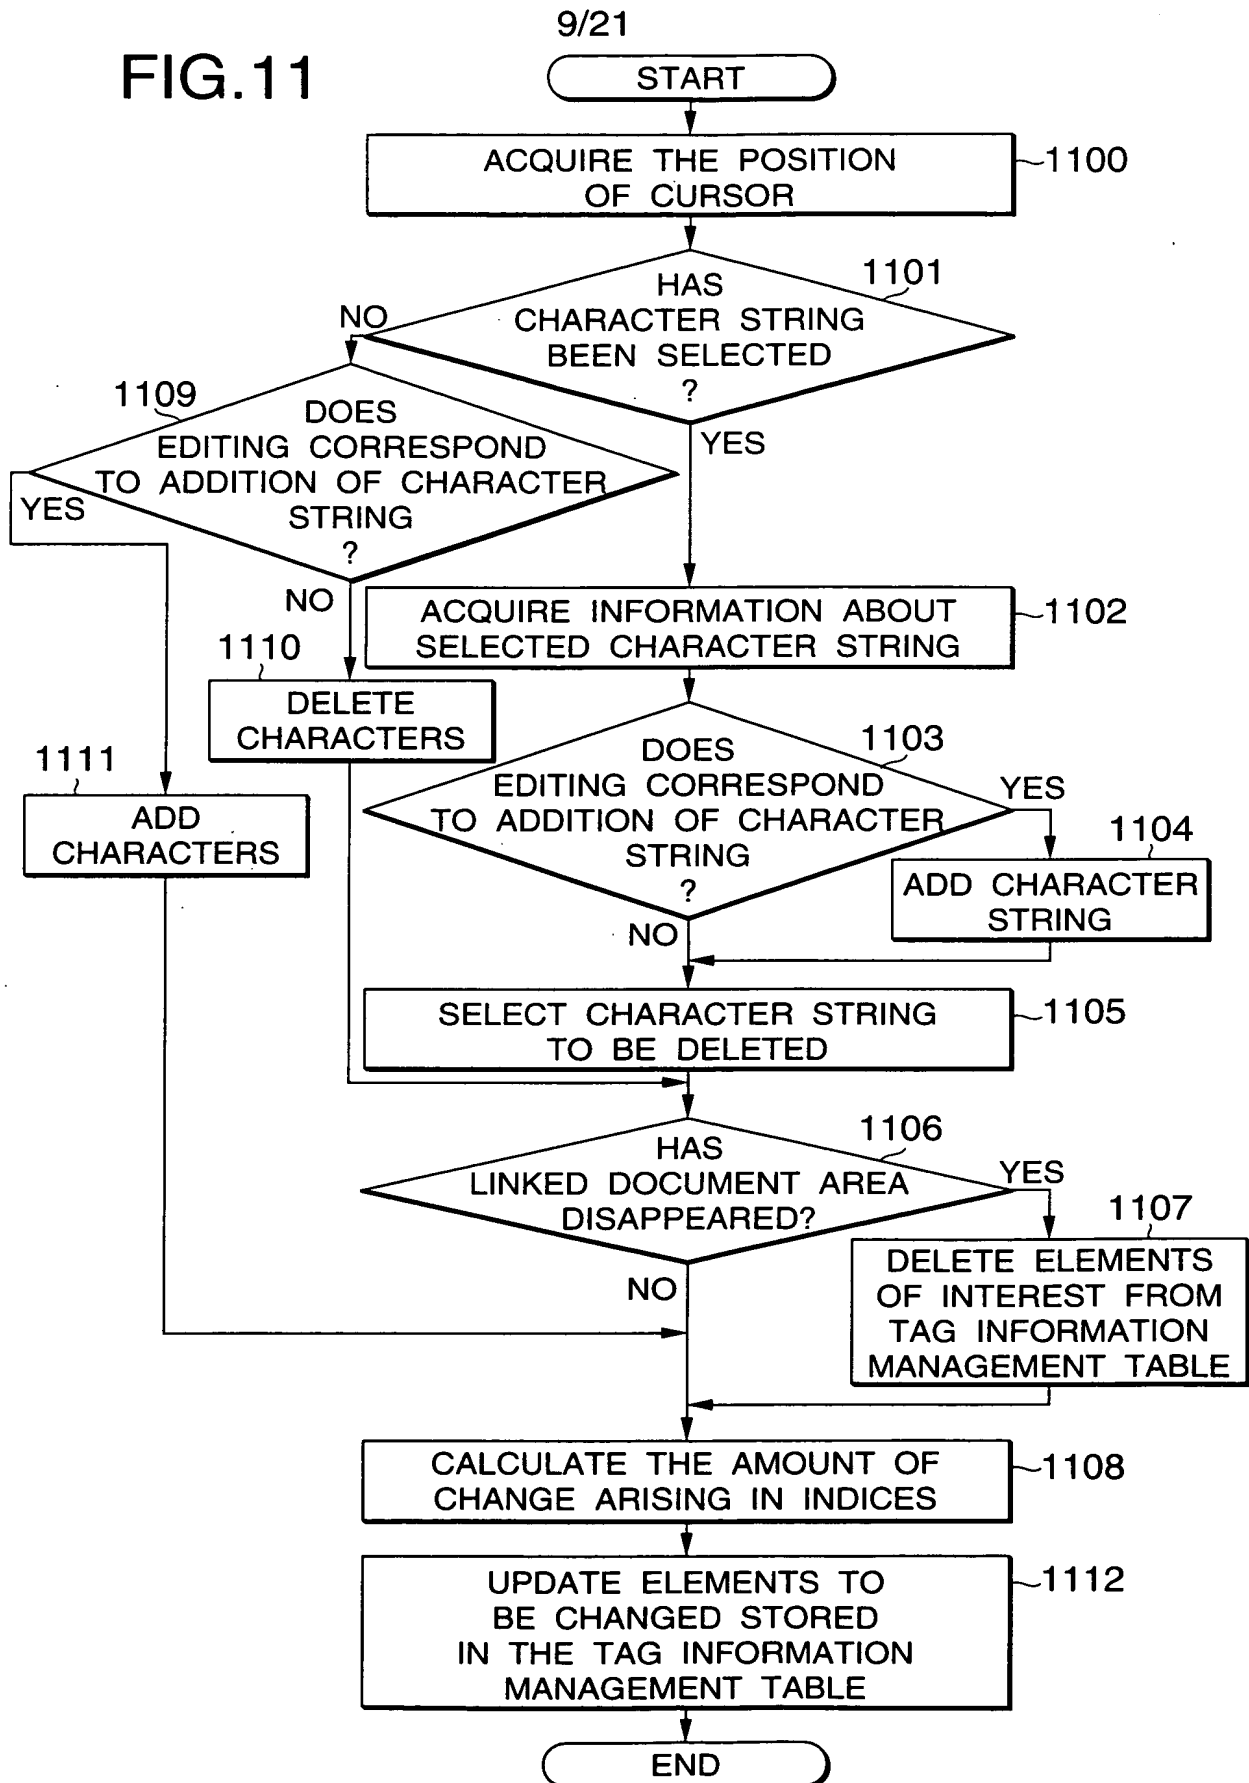 9/21
FIG.11
START
ACQUIRE THE POSITION
OF CURSOR
1100
HAS
CHARACTER STRING
BEEN SELECTED
?
1101
NO
YES
1109
DOES
EDITING CORRESPOND
TO ADDITION OF CHARACTER
STRING
?
YES
NO
ACQUIRE INFORMATION ABOUT
SELECTED CHARACTER STRING
1102
1110
DELETE
CHARACTERS
1111
ADD
CHARACTERS
1103
DOES
EDITING CORRESPOND
TO ADDITION OF CHARACTER
STRING
?
YES
NO
1104
ADD CHARACTER
STRING
SELECT CHARACTER STRING
TO BE DELETED
1105
1106
HAS
LINKED DOCUMENT AREA
DISAPPEARED?
YES
NO
1107
DELETE ELEMENTS
OF INTEREST FROM
TAG INFORMATION
MANAGEMENT TABLE
CALCULATE THE AMOUNT OF
CHANGE ARISING IN INDICES
1108
UPDATE ELEMENTS TO
BE CHANGED STORED
IN THE TAG INFORMATION
MANAGEMENT TABLE
1112
END